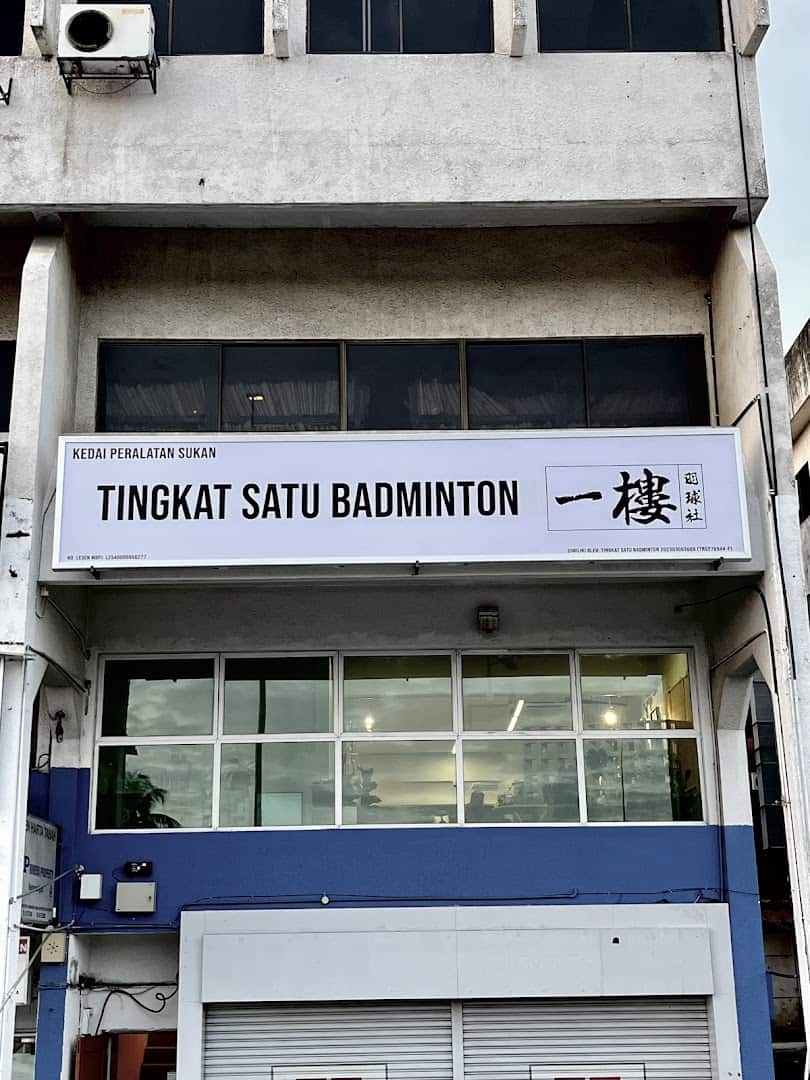 KEDAI PERALATAN SUKAN
TINGKAT SATU BADMINTON
一樓
羽球社